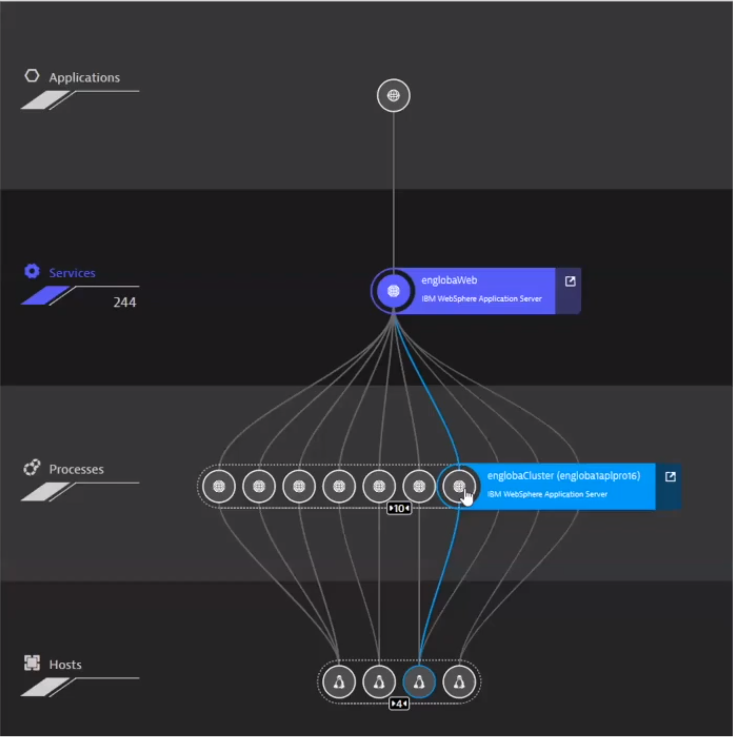 Applications
Services
244
englobaWeb
IBM WebSphere Application Server
Processes
englobaCluster (engloba1aplpro16)
IBM WebSphere Application Server
10
Hosts
4